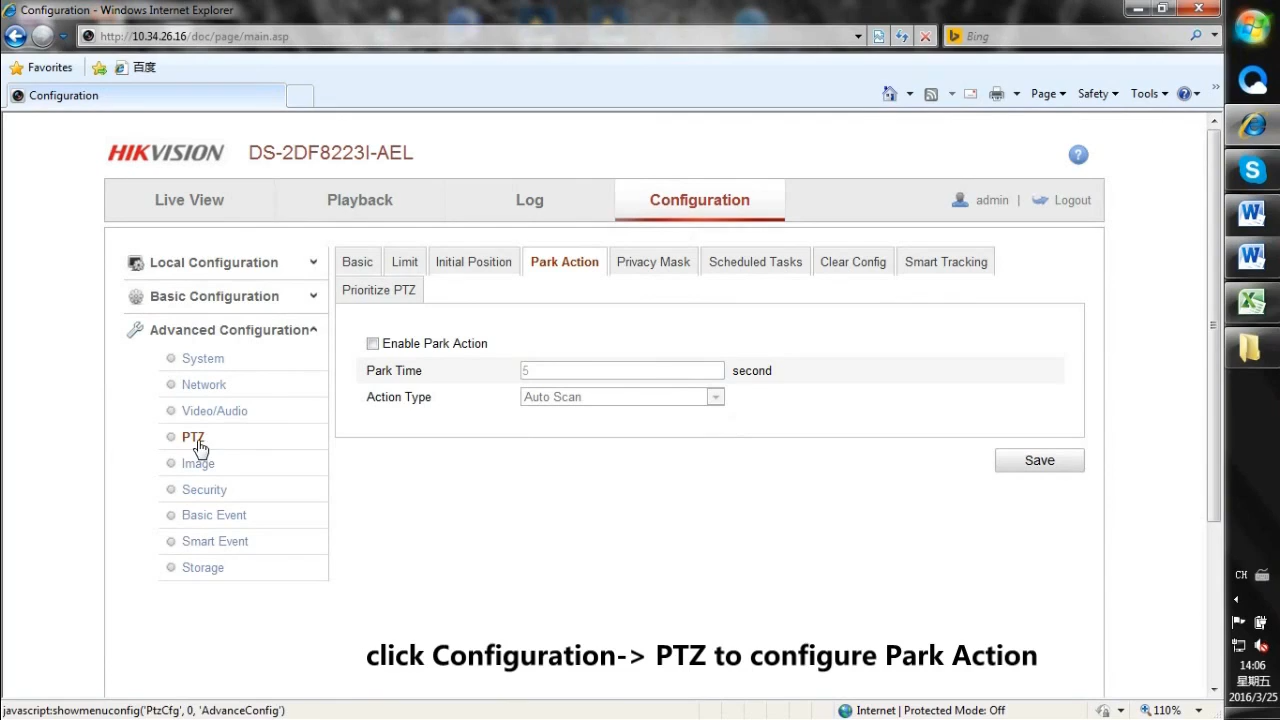 Configuration - Windows Internet Explorer
http://10.34.26.16/doc/page/main.asp
Bing
Favorites
百度
Configuration
Page
Safety
Tools
HIKVISION
DS-2DF8223I-AEL
Live View
Playback
Log
Configuration
admin | Logout
Local Configuration
Basic Configuration
Advanced Configuration
System
Network
Video/Audio
PTZ
Image
Security
Basic Event
Smart Event
Storage
Basic
Limit
Initial Position
Park Action
Privacy Mask
Scheduled Tasks
Clear Config
Smart Tracking
Prioritize PTZ
Enable Park Action
Park Time
5
second
Action Type
Auto Scan
Save
click Configuration-> PTZ to configure Park Action
javascript:showmenuconfig('PtzCfg', 0, 'AdvanceConfig')
Internet | Protected Mode: Off
110%
CH
14:06
星期五
2016/3/25